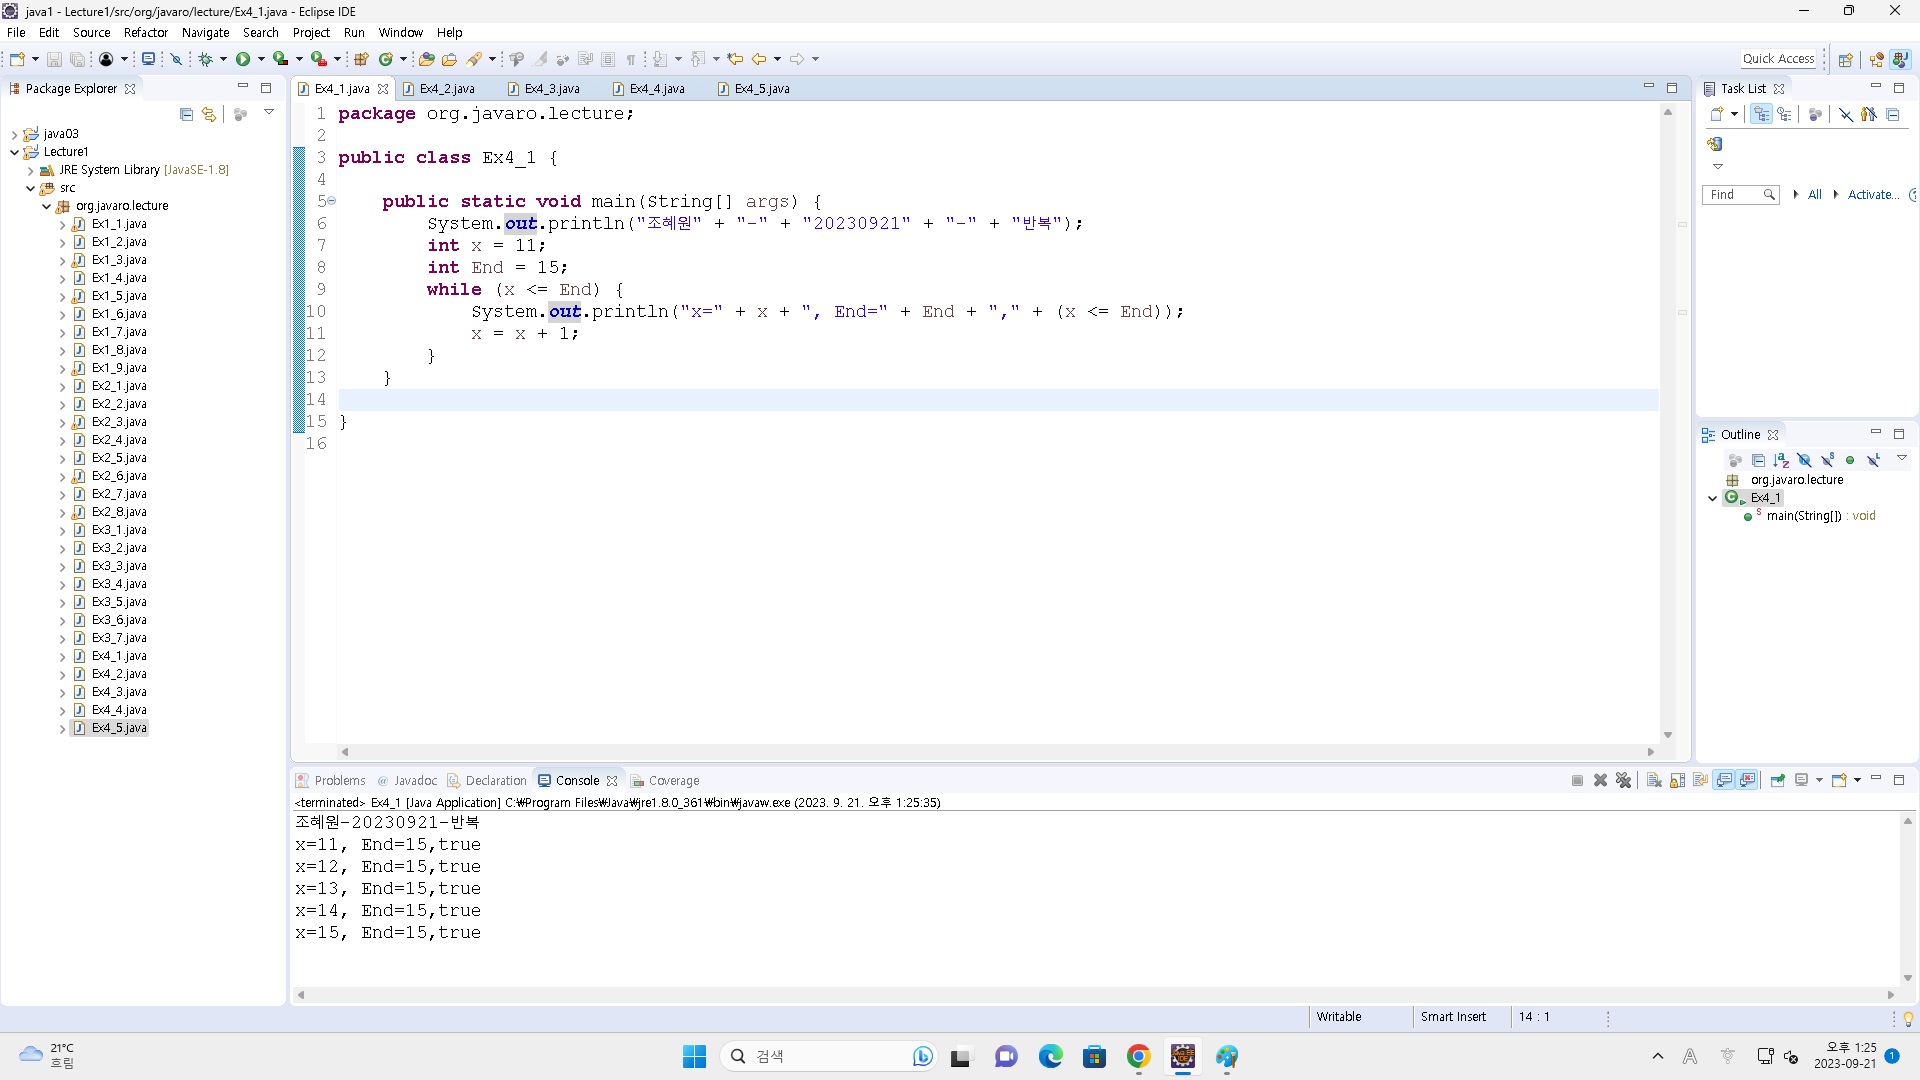 java1 - Lecture1/src/org/javaro/lecture/Ex4_1.java - Eclipse IDE
File Edit Source Refactor Navigate Search Project Run Window Help
Quick Access
Package Explorer
java03
Lecture1
JRE System Library [JavaSE-1.8]
src
org.javaro.lecture
Ex1_1.java
Ex1_2.java
Ex1_3.java
Ex1_4.java
Ex1_5.java
Ex1_6.java
Ex1_7.java
Ex1_8.java
Ex1_9.java
Ex2_1.java
Ex2_2.java
Ex2_3.java
Ex2_4.java
Ex2_5.java
Ex2_6.java
Ex2_7.java
Ex2_8.java
Ex3_1.java
Ex3_2.java
Ex3_3.java
Ex3_4.java
Ex3_5.java
Ex3_6.java
Ex3_7.java
Ex4_1.java
Ex4_2.java
Ex4_3.java
Ex4_4.java
Ex4_5.java
Ex4_1.java Ex4_2.java Ex4_3.java Ex4_4.java Ex4_5.java
1 package org.javaro.lecture;
2
3 public class Ex4_1 {
4
5 public static void main(String[] args) {
6 System.out.println("조혜원" + "-" + "20230921" + "-" + "반복");
7 int x = 11;
8 int End = 15;
9 while (x <= End) {
10 System.out.println("x=" + x + ", End=" + End + "," + (x <= End));
11 x = x + 1;
12 }
13 }
14
15 }
16
Task List
Find All Activate...
Outline
org.javaro.lecture
Ex4_1
main(String[]) : void
Problems Javadoc Declaration Console Coverage
<terminated> Ex4_1 [Java Application] C:₩Program Files₩Java₩jre1.8.0_361₩bin₩javaw.exe (2023. 9. 21. 오후 1:25:35)
조혜원-20230921-반복
x=11, End=15,true
x=12, End=15,true
x=13, End=15,true
x=14, End=15,true
x=15, End=15,true
Writable Smart Insert 14 : 1
21°C
흐림
검색
오후 1:25
2023-09-21
1